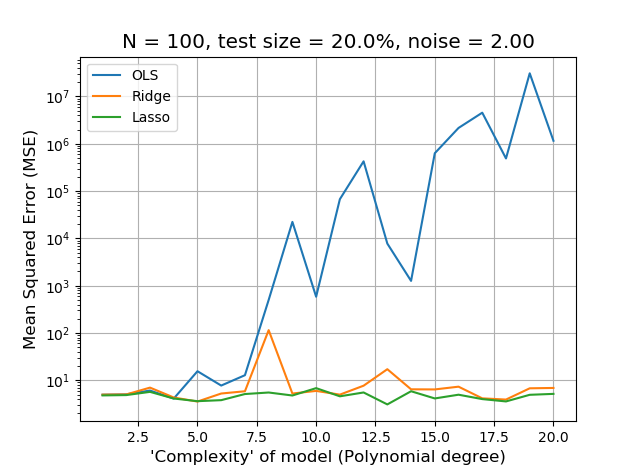 N = 100, test size = 20.0%, noise = 2.00
OLS
Ridge
Lasso
Mean Squared Error (MSE)
10⁷
10⁶
10⁵
10⁴
10³
10²
10¹
2.5 5.0 7.5 10.0 12.5 15.0 17.5 20.0
'Complexity' of model (Polynomial degree)